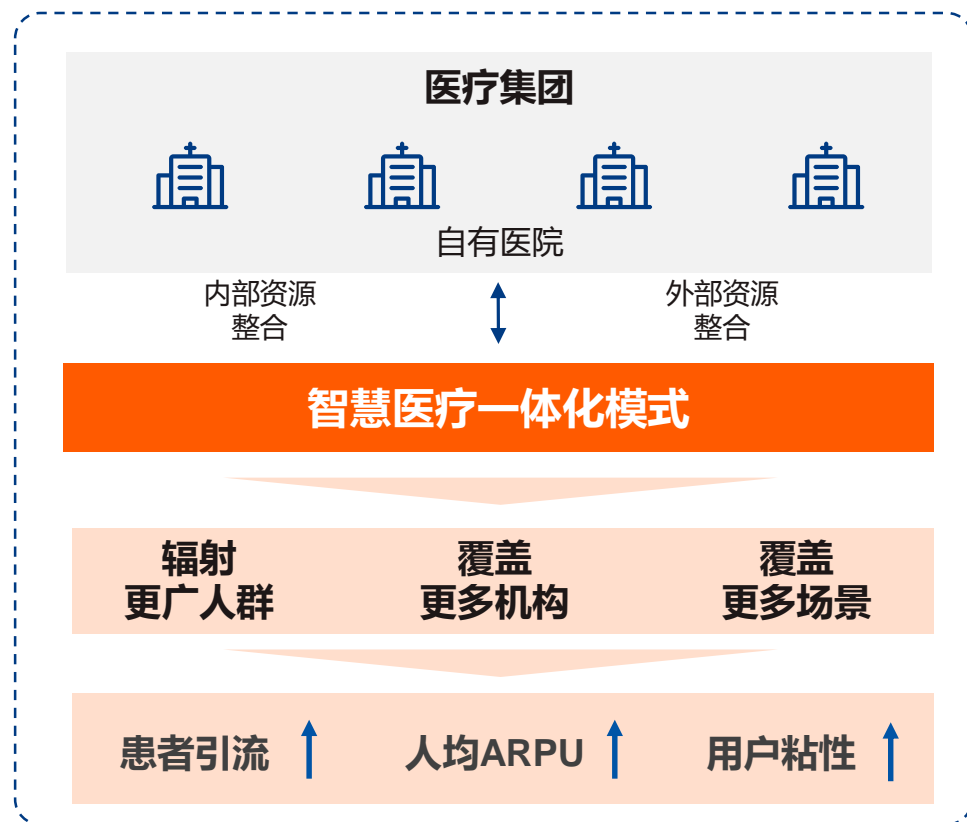 医疗集团
自有医院
内部资源
整合
外部资源
整合
智慧医疗一体化模式
辐射
更广人群
覆盖
更多机构
覆盖
更多场景
患者引流
人均ARPU
用户粘性